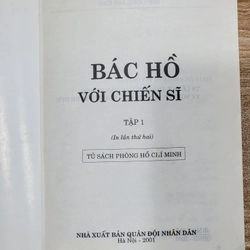 BÁC HỒ
VỚI CHIẾN SĨ
TẬP 1
(In lần thứ hai)
TỦ SÁCH PHÒNG HỒ CHÍ MINH
NHÀ XUẤT BẢN QUÂN ĐỘI NHÂN DÂN
Hà Nội - 2001